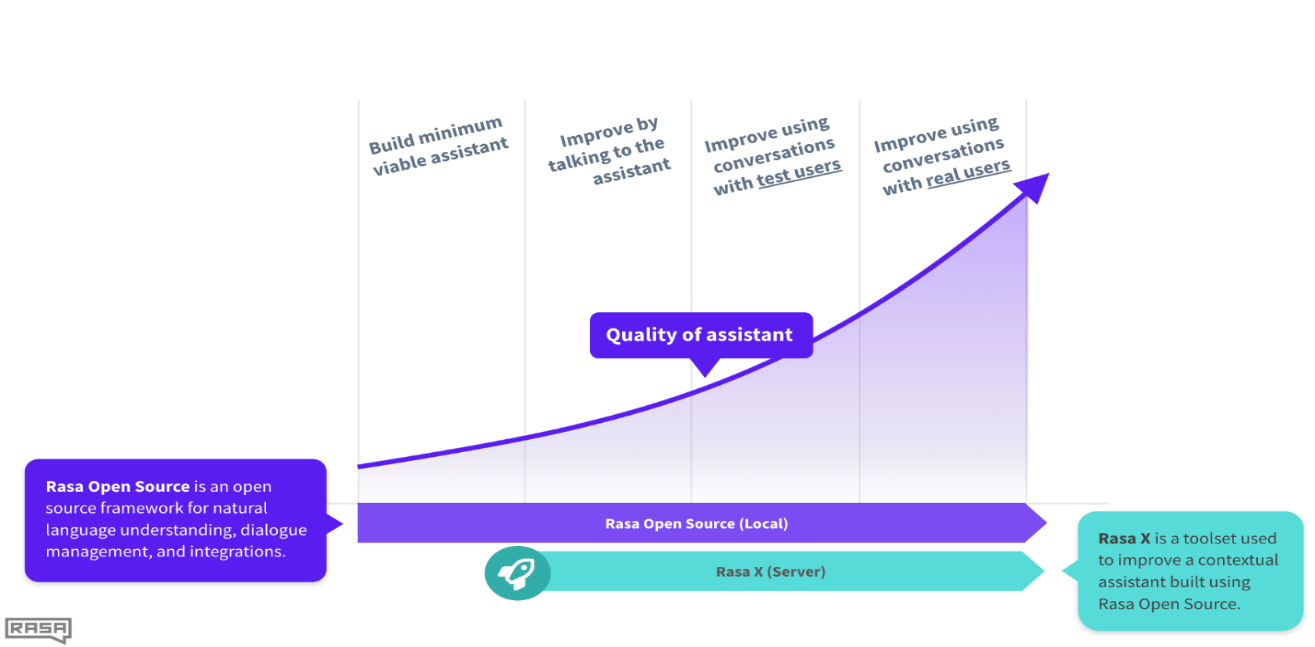 Build minimum
viable assistant
Improve by
talking to the
assistant
Improve using
conversations
with test users
Improve using
conversations
with real users
Quality of assistant
Rasa Open Source is an open
source framework for natural
language understanding, dialogue
management, and integrations.
Rasa Open Source (Local)
Rasa X (Server)
Rasa X is a toolset used
to improve a contextual
assistant built using
Rasa Open Source.
RASA